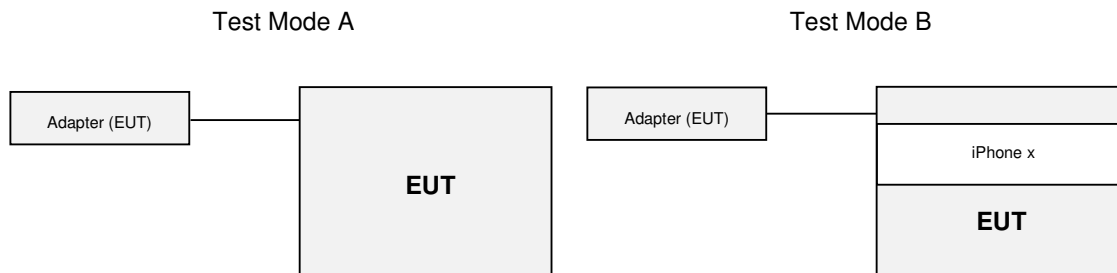 Test Mode A
Test Mode B
Adapter (EUT)
EUT
Adapter (EUT)
iPhone x
EUT